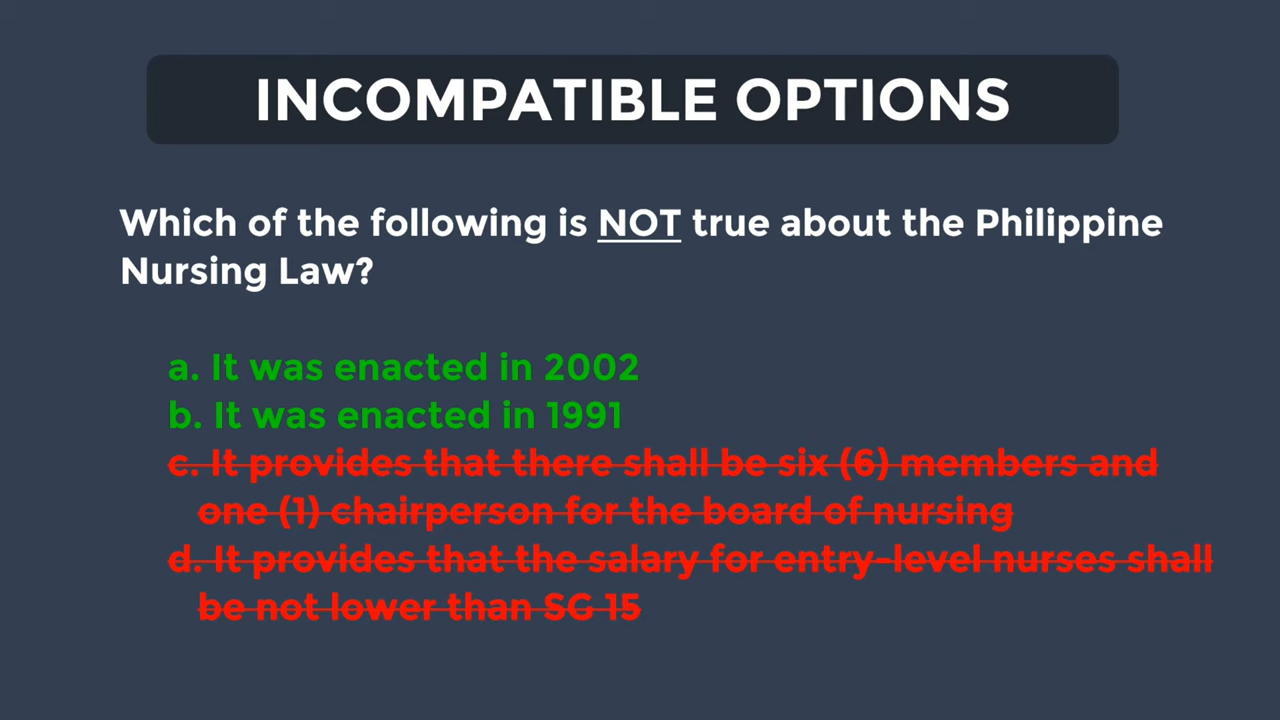 INCOMPATIBLE OPTIONS
Which of the following is NOT true about the Philippine
Nursing Law?
a. It was enacted in 2002
b. It was enacted in 1991
c. It provides that there shall be six (6) members and
one (1) chairperson for the board of nursing
d. It provides that the salary for entry-level nurses shall
be not lower than SG 15